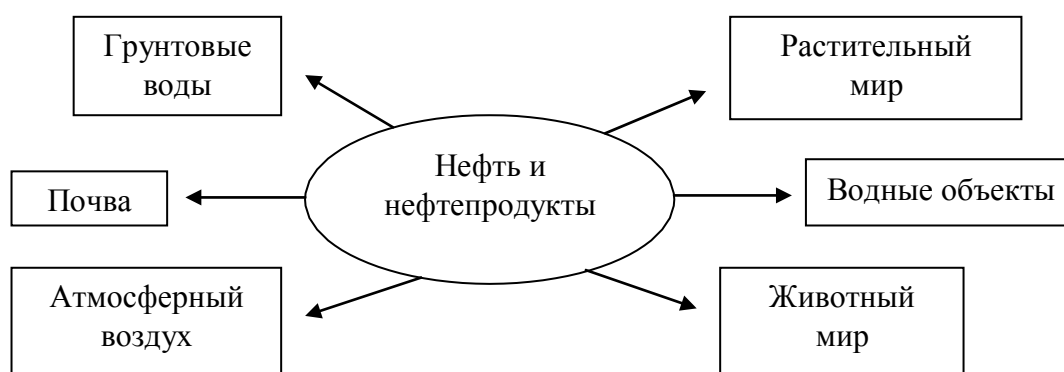 Грунтовые
воды
Растительный
мир
Нефть и
нефтепродукты
Почва
Водные объекты
Атмосферный
воздух
Животный
мир